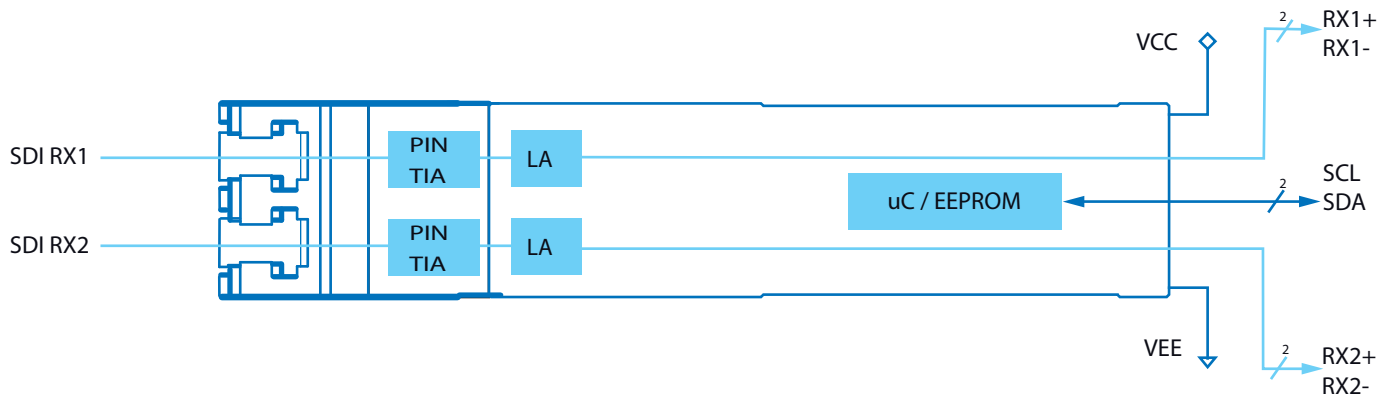 2
RX1+
RX1-
VCC
SDI RX1
PIN
TIA
LA
uC / EEPROM
2
SCL
SDA
SDI RX2
PIN
TIA
LA
VEE
2
RX2+
RX2-